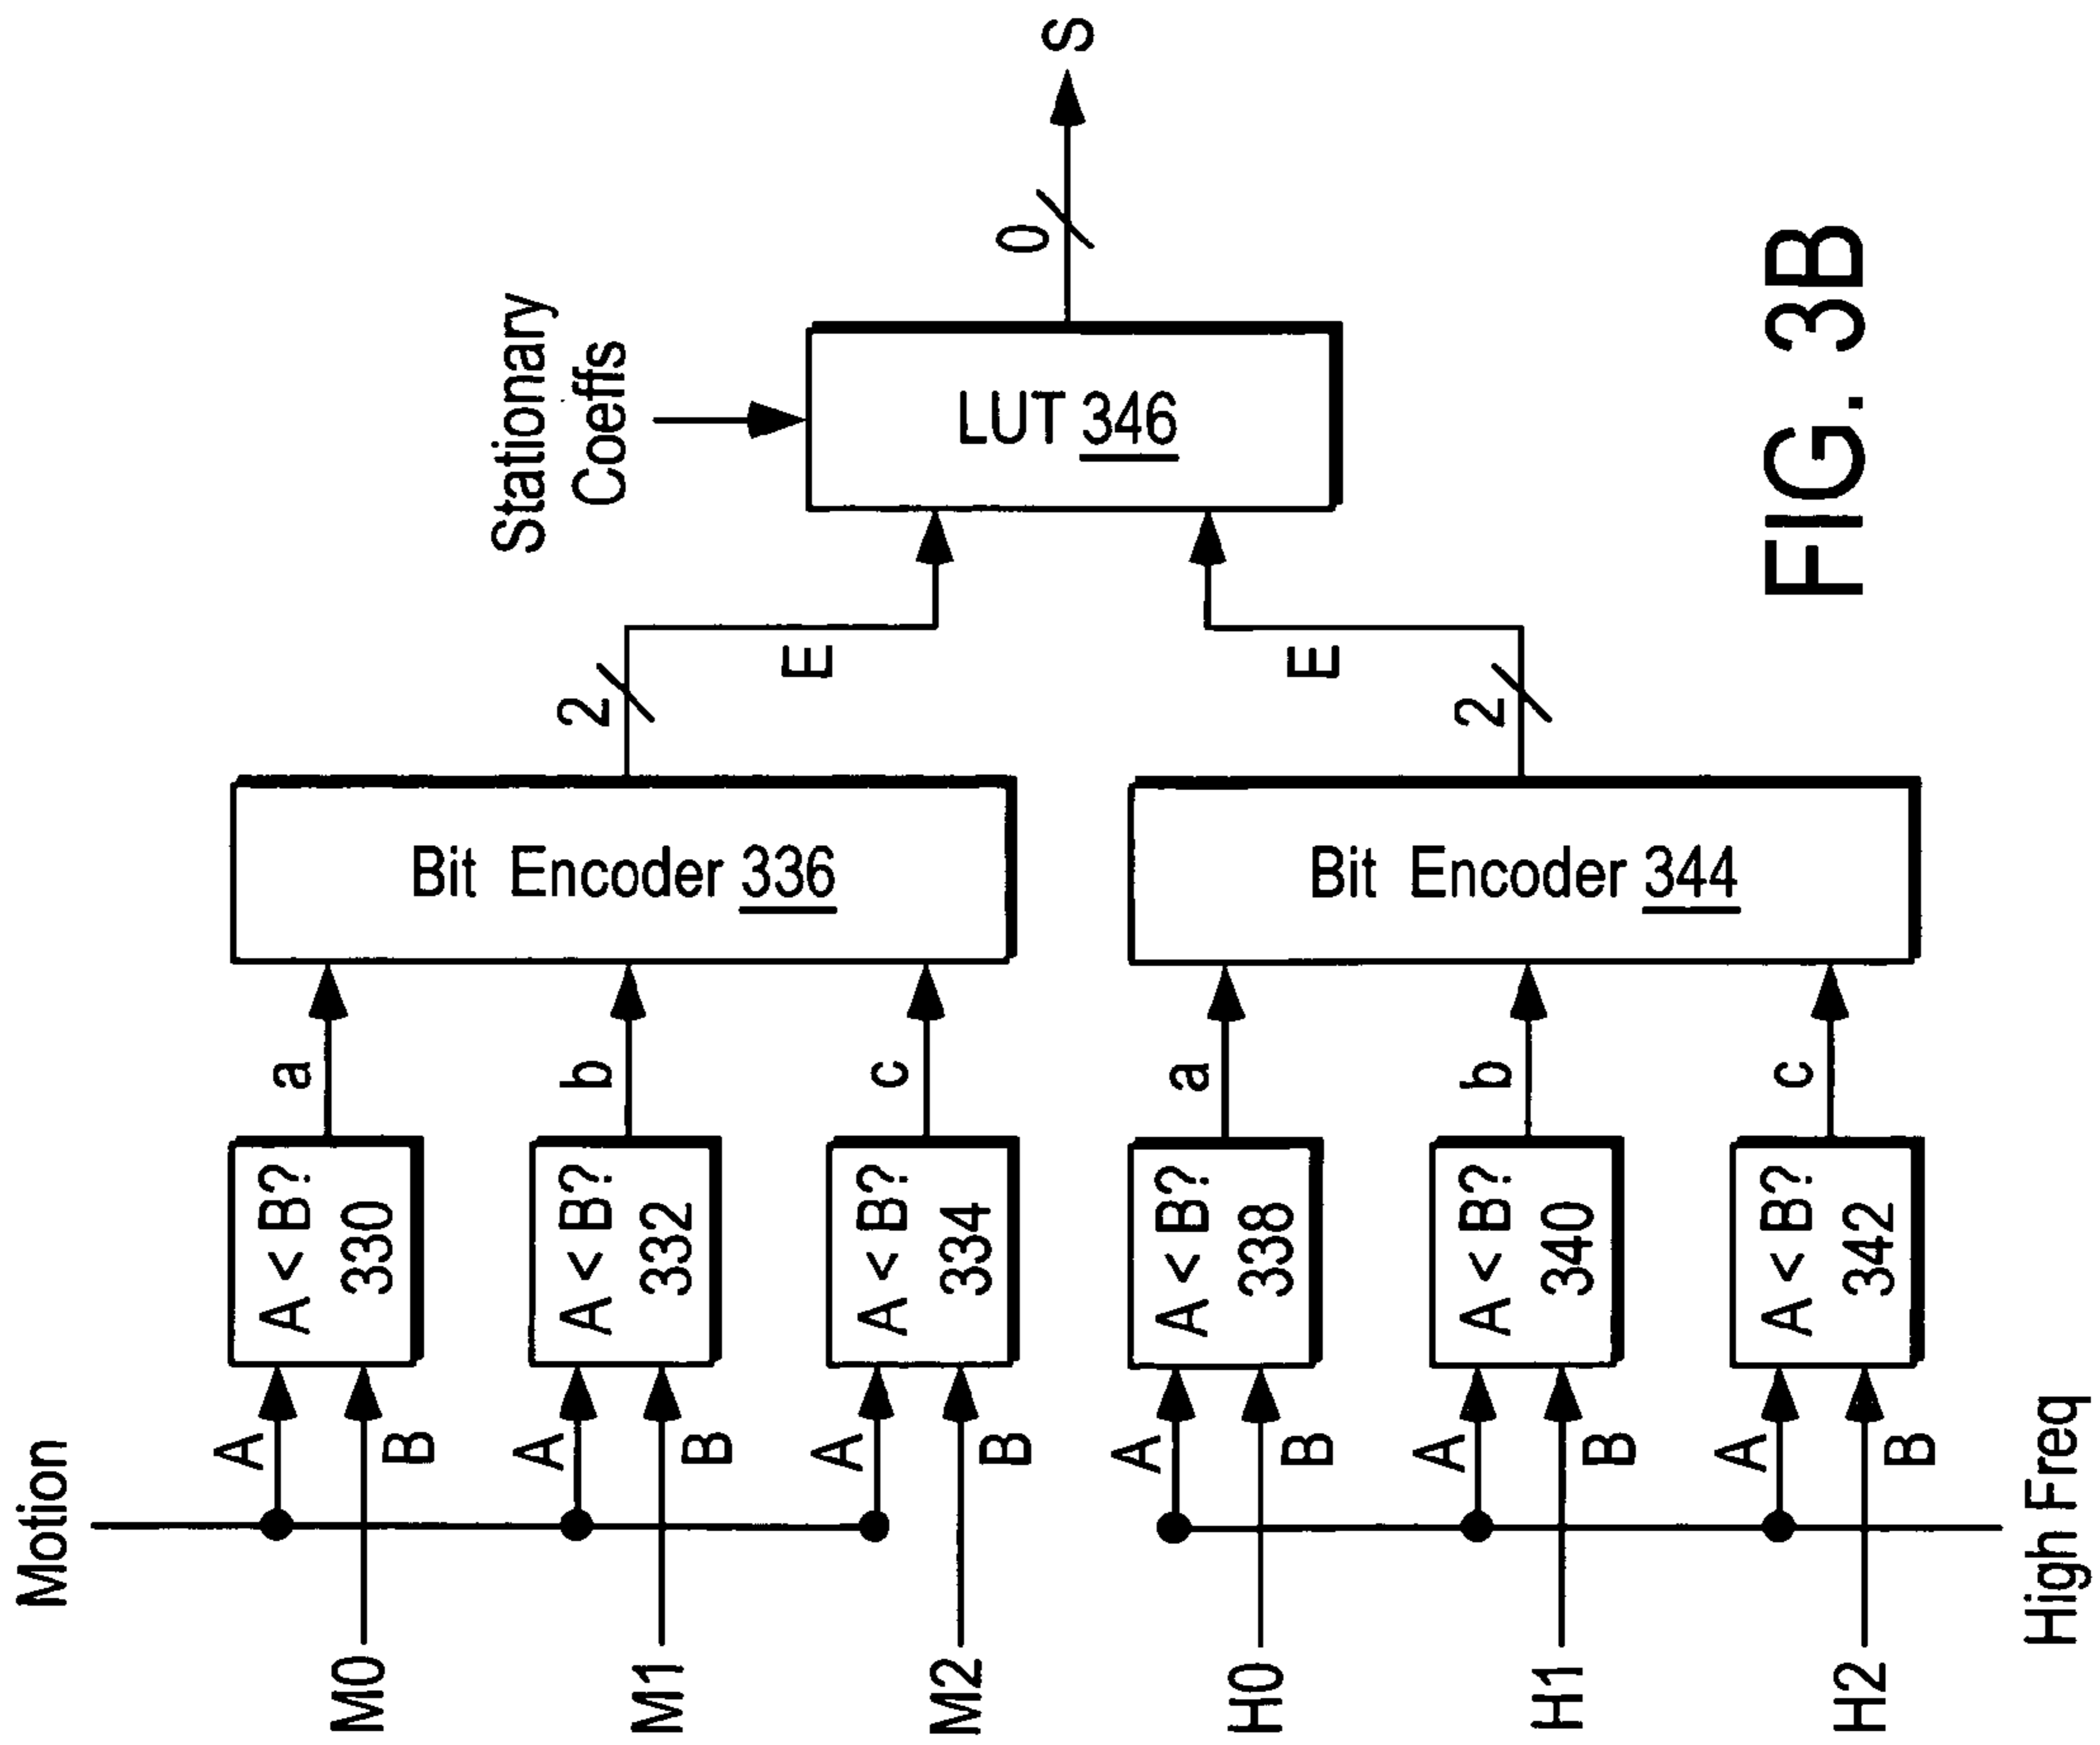 Motion
M0
A
B
A < B?
330
a
M1
A
B
A < B?
332
b
M2
A
B
A < B?
334
c
Bit Encoder 336
2
E
H0
A
B
A < B?
338
a
H1
A
B
A < B?
340
b
H2
A
B
A < B?
342
c
High Freq
Bit Encoder 344
2
E
Stationary
Coeffs
LUT 346
0
S
FIG. 3B